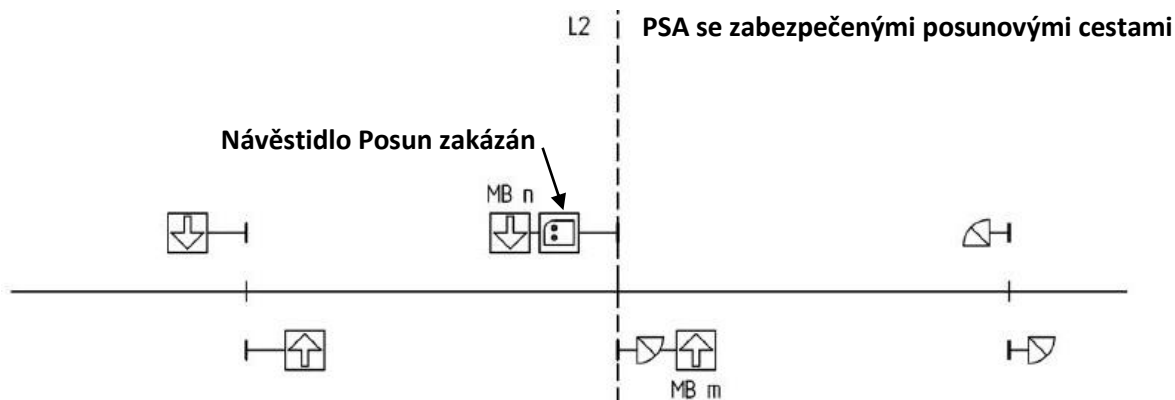 L2
PSA se zabezpečenými posunovými cestami
Návěstidlo Posun zakázán
MB n
MB m